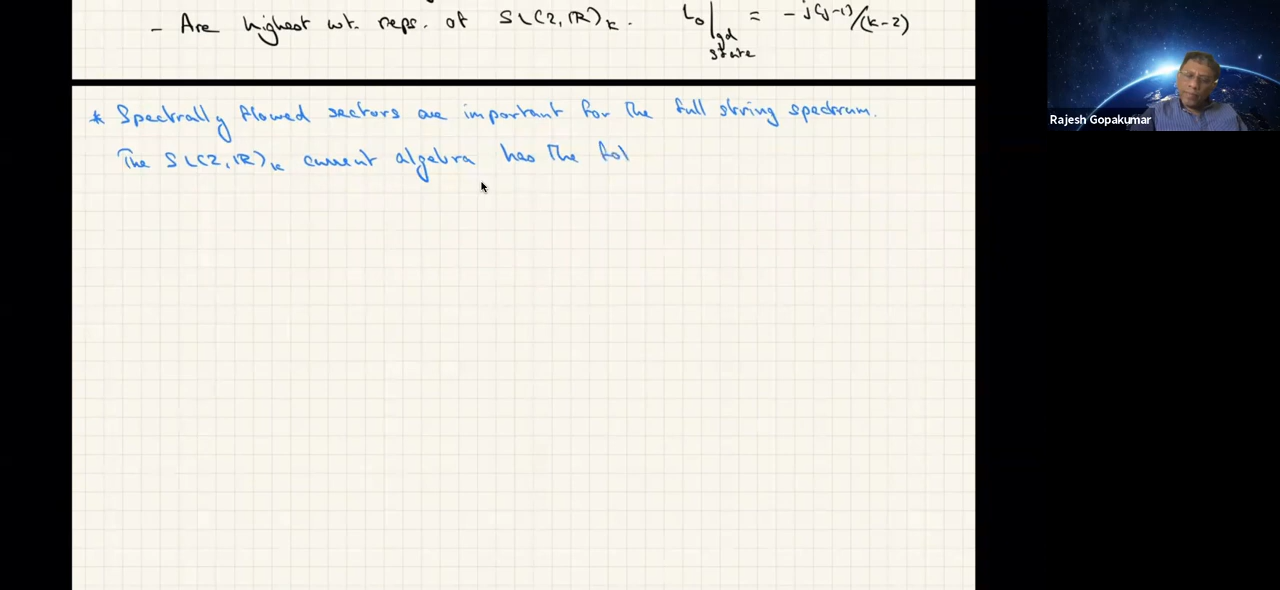 - Are highest wt. reps. of SL(2,ℝ)ₖ. L₀|gd state = -j(j-1)/(k-2)
Rajesh Gopakumar
* Spectrally flowed sectors are important for the full string spectrum.
The SL(2,ℝ)ₖ current algebra has the fol